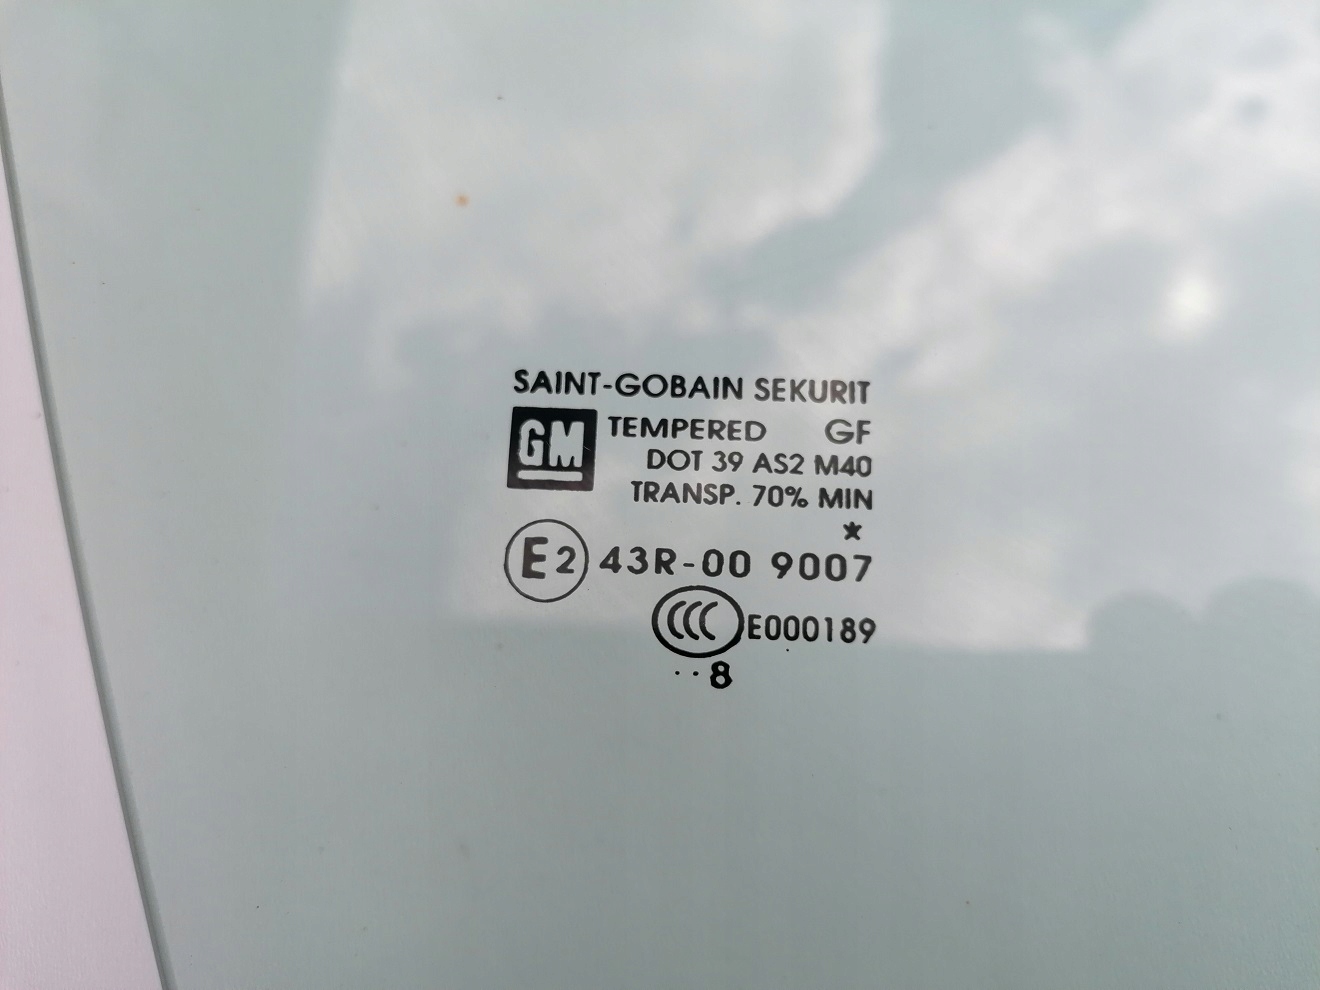 SAINT-GOBAIN SEKURIT
GM TEMPERED GF
DOT 39 AS2 M40
TRANSP. 70% MIN
★
E2 43R-00 9007
CCC E000189
..8